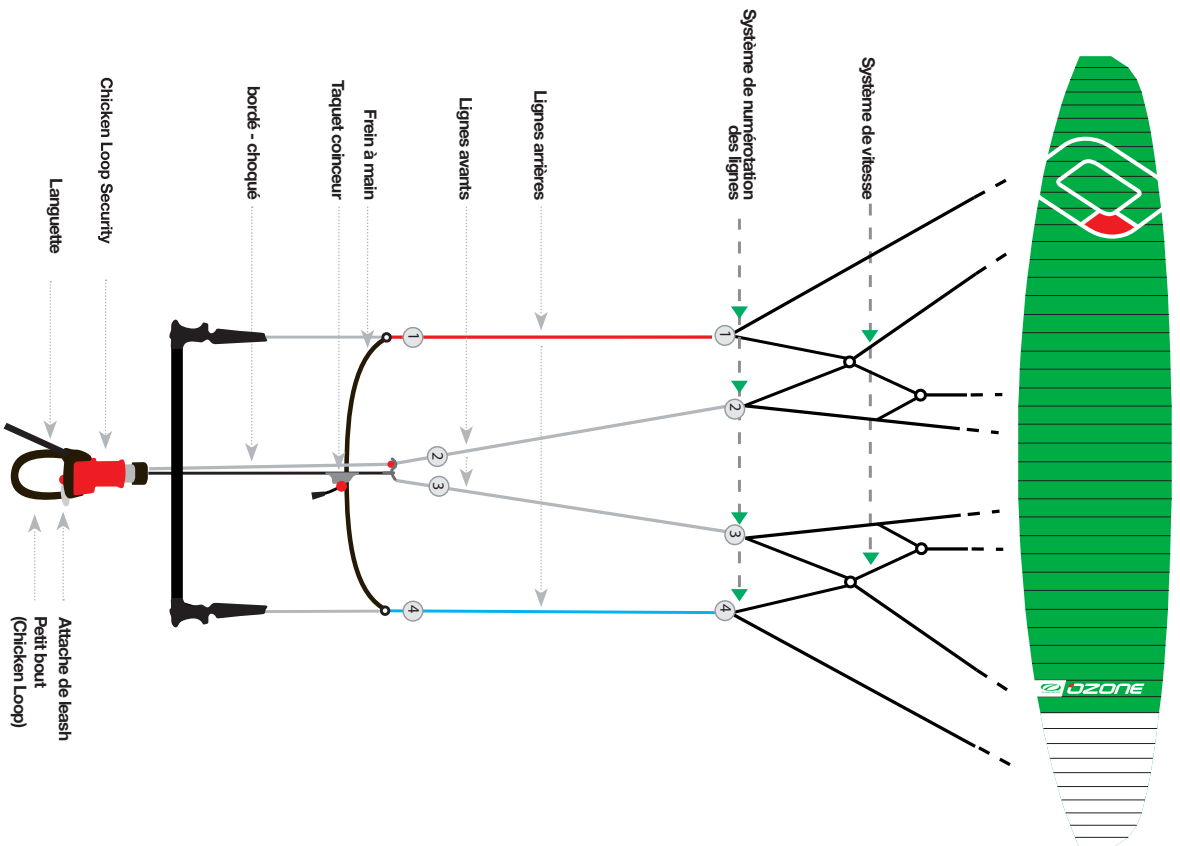 Système de numérotation
des lignes
Système de vitesse
Lignes arrières
Lignes avants
Frein à main
Taquet coinceur
bordé - choqué
Chicken Loop Security
Languette
Attache de leash
Petit bout
(Chicken Loop)
1
2
3
4
1
2
3
4
OZONE